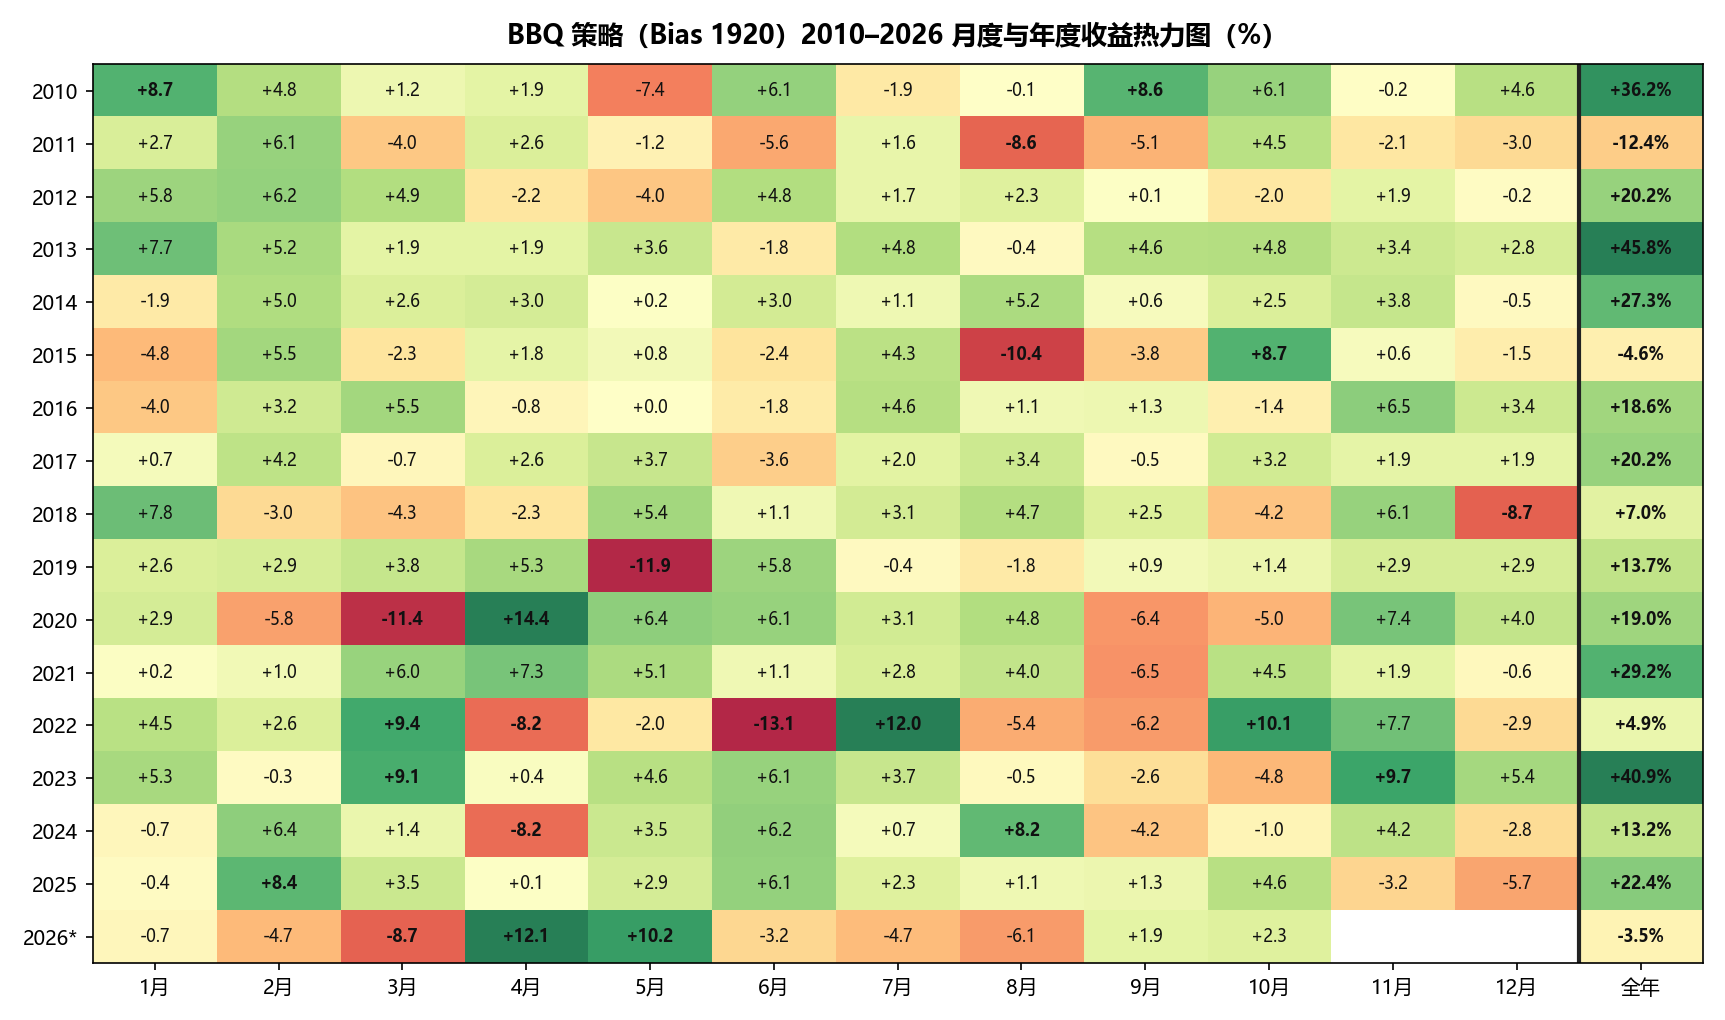 BBQ 策略（Bias 1920）2010–2026 月度与年度收益热力图（%）
2010 +8.7 +4.8 +1.2 +1.9 -7.4 +6.1 -1.9 -0.1 +8.6 +6.1 -0.2 +4.6 +36.2%
2011 +2.7 +6.1 -4.0 +2.6 -1.2 -5.6 +1.6 -8.6 -5.1 +4.5 -2.1 -3.0 -12.4%
2012 +5.8 +6.2 +4.9 -2.2 -4.0 +4.8 +1.7 +2.3 +0.1 -2.0 +1.9 -0.2 +20.2%
2013 +7.7 +5.2 +1.9 +1.9 +3.6 -1.8 +4.8 -0.4 +4.6 +4.8 +3.4 +2.8 +45.8%
2014 -1.9 +5.0 +2.6 +3.0 +0.2 +3.0 +1.1 +5.2 +0.6 +2.5 +3.8 -0.5 +27.3%
2015 -4.8 +5.5 -2.3 +1.8 +0.8 -2.4 +4.3 -10.4 -3.8 +8.7 +0.6 -1.5 -4.6%
2016 -4.0 +3.2 +5.5 -0.8 +0.0 -1.8 +4.6 +1.1 +1.3 -1.4 +6.5 +3.4 +18.6%
2017 +0.7 +4.2 -0.7 +2.6 +3.7 -3.6 +2.0 +3.4 -0.5 +3.2 +1.9 +1.9 +20.2%
2018 +7.8 -3.0 -4.3 -2.3 +5.4 +1.1 +3.1 +4.7 +2.5 -4.2 +6.1 -8.7 +7.0%
2019 +2.6 +2.9 +3.8 +5.3 -11.9 +5.8 -0.4 -1.8 +0.9 +1.4 +2.9 +2.9 +13.7%
2020 +2.9 -5.8 -11.4 +14.4 +6.4 +6.1 +3.1 +4.8 -6.4 -5.0 +7.4 +4.0 +19.0%
2021 +0.2 +1.0 +6.0 +7.3 +5.1 +1.1 +2.8 +4.0 -6.5 +4.5 +1.9 -0.6 +29.2%
2022 +4.5 +2.6 +9.4 -8.2 -2.0 -13.1 +12.0 -5.4 -6.2 +10.1 +7.7 -2.9 +4.9%
2023 +5.3 -0.3 +9.1 +0.4 +4.6 +6.1 +3.7 -0.5 -2.6 -4.8 +9.7 +5.4 +40.9%
2024 -0.7 +6.4 +1.4 -8.2 +3.5 +6.2 +0.7 +8.2 -4.2 -1.0 +4.2 -2.8 +13.2%
2025 -0.4 +8.4 +3.5 +0.1 +2.9 +6.1 +2.3 +1.1 +1.3 +4.6 -3.2 -5.7 +22.4%
2026* -0.7 -4.7 -8.7 +12.1 +10.2 -3.2 -4.7 -6.1 +1.9 +2.3 -3.5%
1月 2月 3月 4月 5月 6月 7月 8月 9月 10月 11月 12月 全年